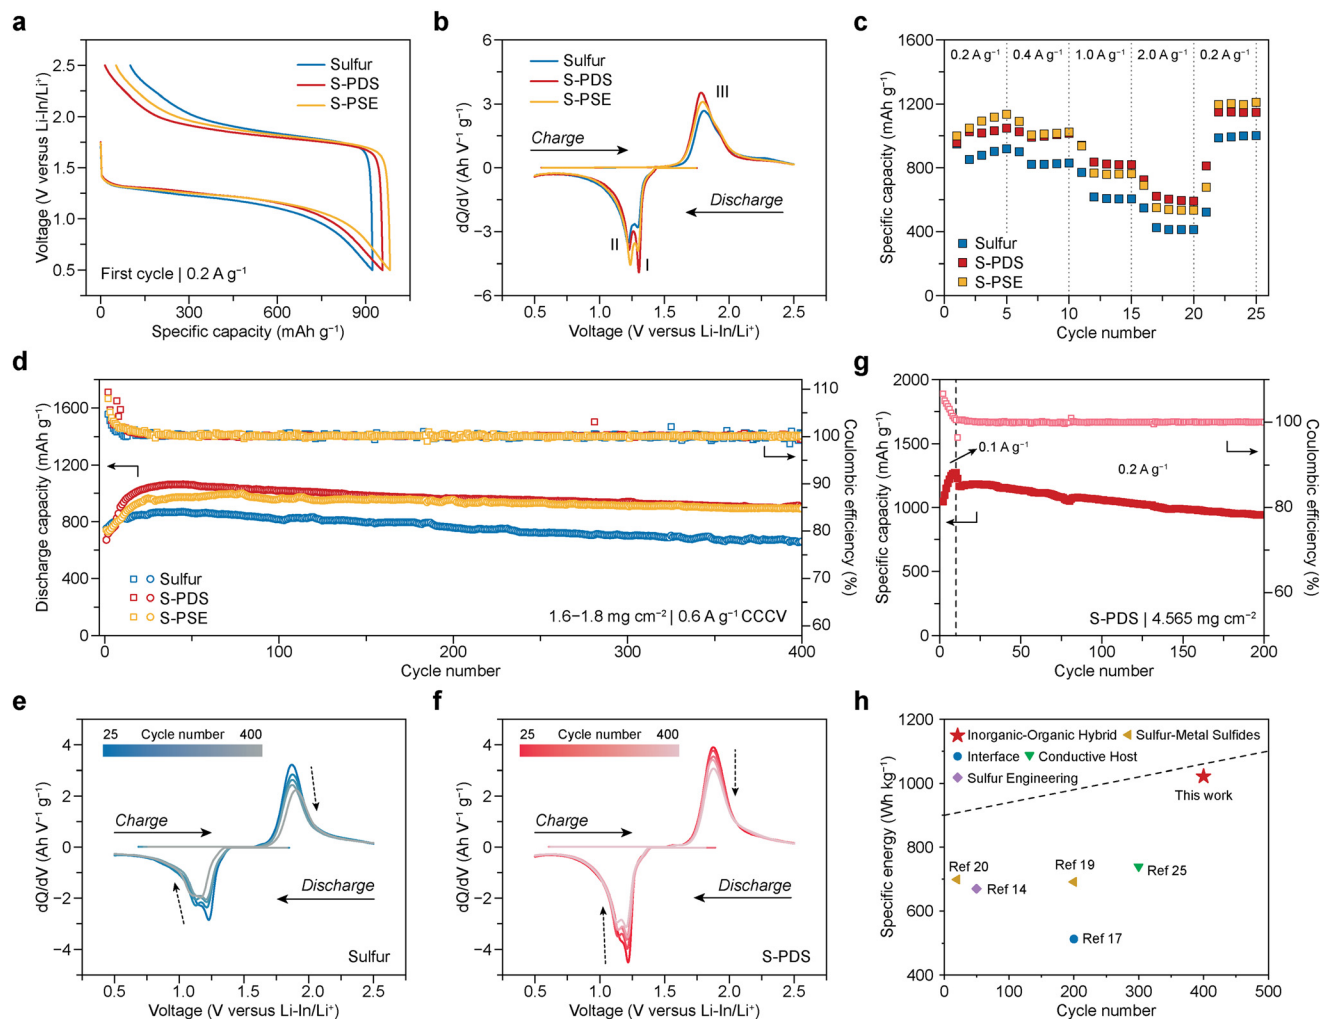 a
Voltage (V versus Li-In/Li⁺)
2.5
2.0
1.5
1.0
0.5
Sulfur
S-PDS
S-PSE
First cycle | 0.2 A g⁻¹
0 300 600 900
Specific capacity (mAh g⁻¹)
b
dQ/dV (Ah V⁻¹ g⁻¹)
6
3
0
−3
−6
Sulfur
S-PDS
S-PSE
III
Charge
Discharge
II
I
0.5 1.0 1.5 2.0 2.5
Voltage (V versus Li-In/Li⁺)
c
Specific capacity (mAh g⁻¹)
1600
1200
800
400
0
0.2 A g⁻¹ 0.4 A g⁻¹ 1.0 A g⁻¹ 2.0 A g⁻¹ 0.2 A g⁻¹
Sulfur
S-PDS
S-PSE
0 5 10 15 20 25
Cycle number
d
Discharge capacity (mAh g⁻¹)
1600
1200
1000
800
400
0
110
100
90
80
70
60
Coulombic efficiency (%)
Sulfur
S-PDS
S-PSE
1.6−1.8 mg cm⁻² | 0.6 A g⁻¹ CCCV
0 100 200 300 400
Cycle number
g
Specific capacity (mAh g⁻¹)
2000
1500
1000
1000
500
0
100
80
60
Coulombic efficiency (%)
0.1 A g⁻¹
0.2 A g⁻¹
S-PDS | 4.565 mg cm⁻²
0 50 100 150 200
Cycle number
e
dQ/dV (Ah V⁻¹ g⁻¹)
4
2
0
−2
−4
25 Cycle number 400
Charge
Discharge
Sulfur
0.5 1.0 1.5 2.0 2.5
Voltage (V versus Li-In/Li⁺)
f
dQ/dV (Ah V⁻¹ g⁻¹)
4
2
0
−2
−4
25 Cycle number 400
Charge
Discharge
S-PDS
0.5 1.0 1.5 2.0 2.5
Voltage (V versus Li-In/Li⁺)
h
Specific energy (Wh kg⁻¹)
1200
1000
800
600
400
Inorganic-Organic Hybrid Sulfur-Metal Sulfides
Interface Conductive Host
Sulfur Engineering
This work
Ref 20
Ref 14
Ref 19
Ref 25
Ref 17
0 100 200 300 400 500
Cycle number